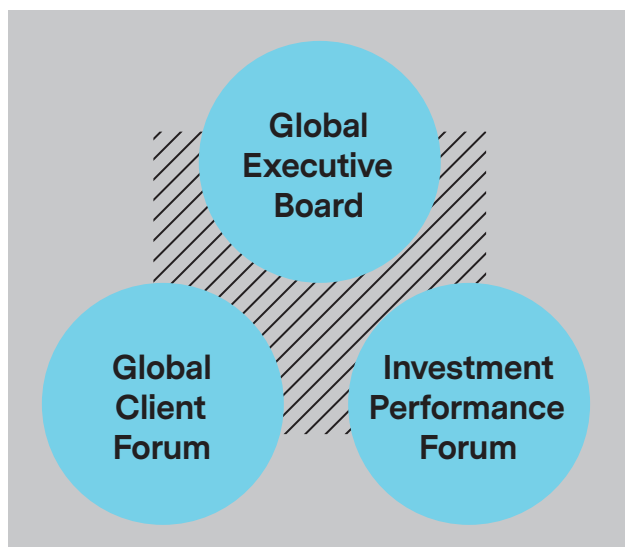 Global
Executive
Board
Global
Client
Forum
Investment
Performance
Forum